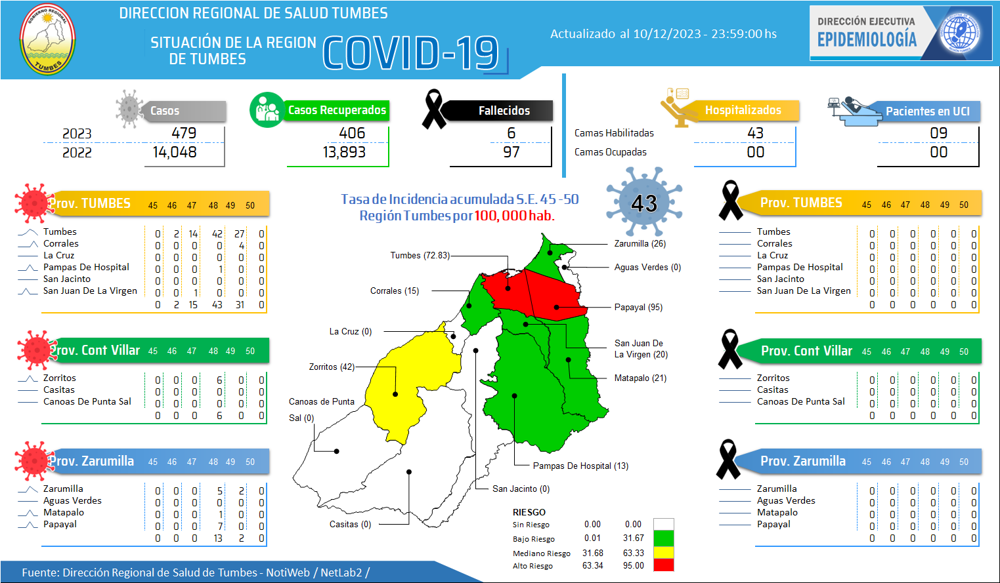 DIRECCION REGIONAL DE SALUD TUMBES
SITUACIÓN DE LA REGION
DE TUMBES
COVID-19
Actualizado al 10/12/2023 - 23:59:00 hs
DIRECCIÓN EJECUTIVA
EPIDEMIOLOGÍA
GOBIERNO REGIONAL
TUMBES
Casos
Casos Recuperados
Fallecidos
Hospitalizados
Pacientes en UCI
2023 479 406 6
2022 14,048 13,893 97
Camas Habilitadas 43 09
Camas Ocupadas 00 00
Prov. TUMBES 45 46 47 48 49 50
Tumbes 0 2 14 42 27 0
Corrales 0 0 0 0 4 0
La Cruz 0 0 0 0 0 0
Pampas De Hospital 0 0 0 1 0 0
San Jacinto 0 0 0 0 0 0
San Juan De La Virgen 0 0 1 0 0 0
0 2 15 43 31 0
Prov. Cont Villar 45 46 47 48 49 50
Zorritos 0 0 0 6 0 0
Casitas 0 0 0 0 0 0
Canoas De Punta Sal 0 0 0 0 0 0
0 0 0 6 0 0
Prov. Zarumilla 45 46 47 48 49 50
Zarumilla 0 0 0 5 2 0
Aguas Verdes 0 0 0 0 0 0
Matapalo 0 0 0 1 0 0
Papayal 0 0 0 7 0 0
0 0 0 13 2 0
Tasa de Incidencia acumulada S.E. 45 -50
Región Tumbes por 100, 000 hab.
43
Zarumilla (26)
Tumbes (72.83)
Aguas Verdes (0)
Corrales (15)
Papayal (95)
La Cruz (0)
San Juan De
La Virgen (20)
Zorritos (42)
Matapalo (21)
Canoas de Punta
Sal (0)
Pampas De Hospital (13)
San Jacinto (0)
Casitas (0)
RIESGO
Sin Riesgo 0.00 0.00
Bajo Riesgo 0.01 31.67
Mediano Riesgo 31.68 63.33
Alto Riesgo 63.34 95.00
Prov. TUMBES 45 46 47 48 49 50
Tumbes 0 0 0 0 0 0
Corrales 0 0 0 0 0 0
La Cruz 0 0 0 0 0 0
Pampas De Hospital 0 0 0 0 0 0
San Jacinto 0 0 0 0 0 0
San Juan De La Virgen 0 0 0 0 0 0
0 0 0 0 0 0
Prov. Cont Villar 45 46 47 48 49 50
Zorritos 0 0 0 0 0 0
Casitas 0 0 0 0 0 0
Canoas De Punta Sal 0 0 0 0 0 0
0 0 0 0 0 0
Prov. Zarumilla 45 46 47 48 49 50
Zarumilla 0 0 0 0 0 0
Aguas Verdes 0 0 0 0 0 0
Matapalo 0 0 0 0 0 0
Papayal 0 0 0 0 0 0
0 0 0 0 0 0
Fuente: Dirección Regional de Salud de Tumbes - NotiWeb / NetLab2 /